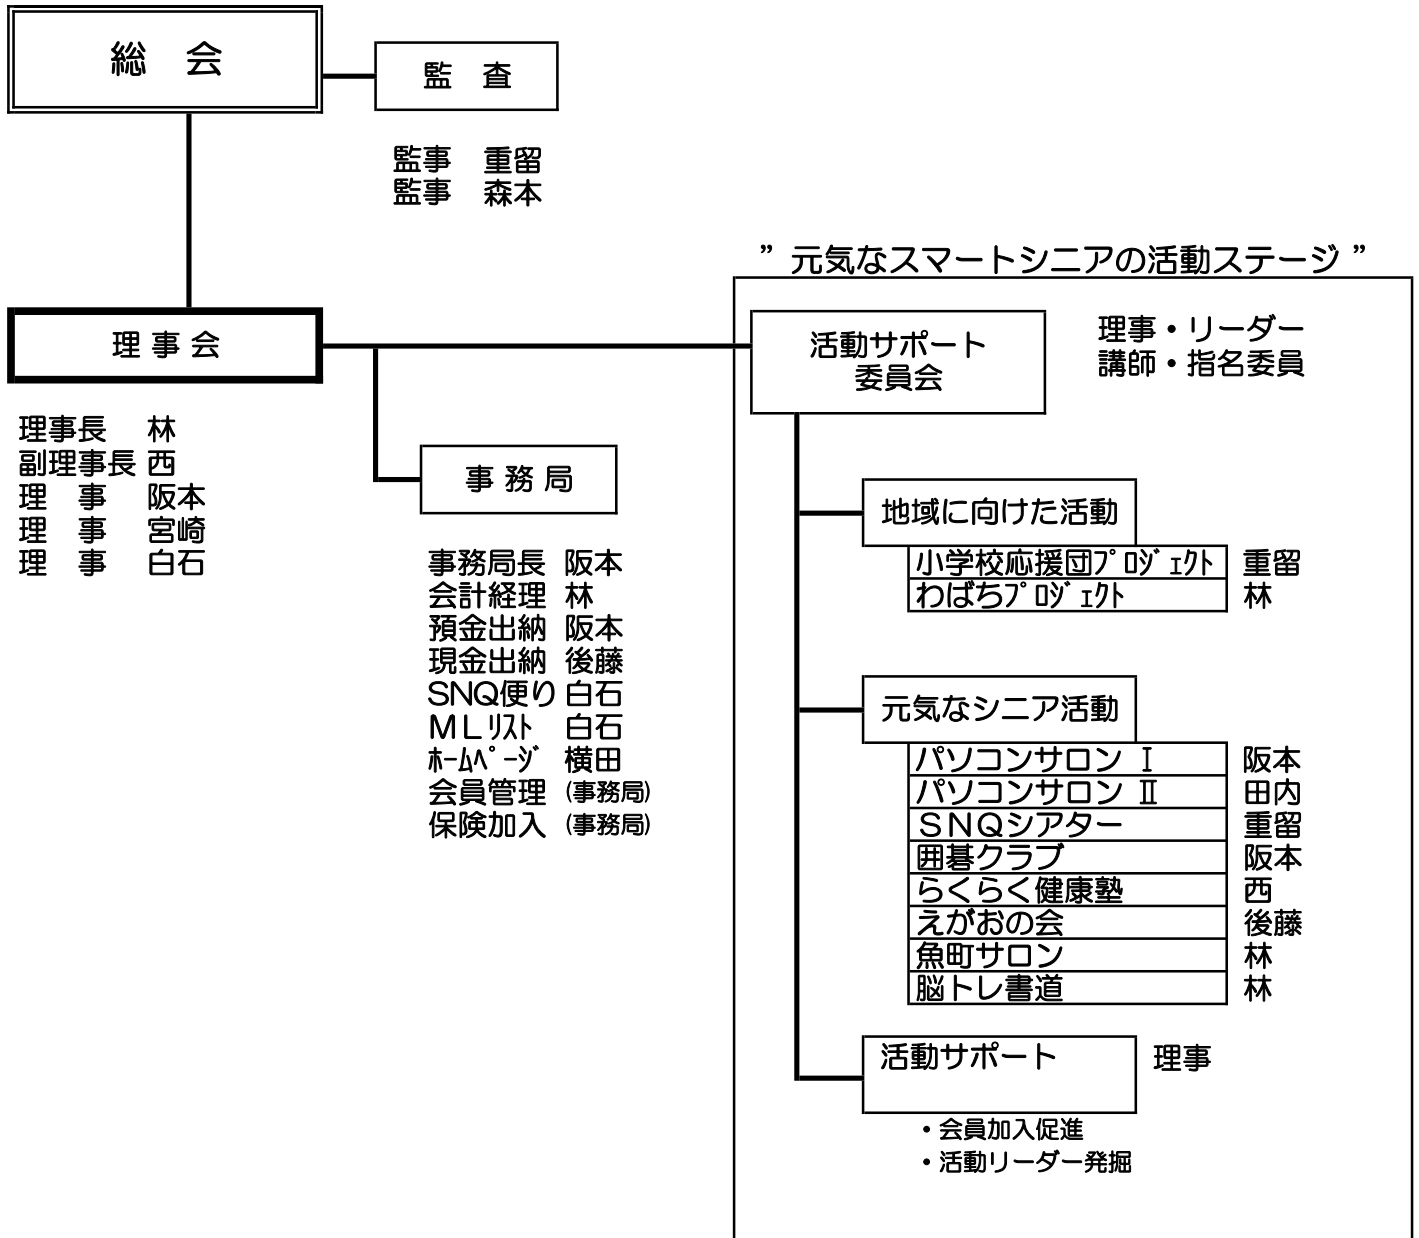 総 会
監 査
監事 重留
監事 森本
” 元気なスマートシニアの活動ステージ ”
理 事 会
理事長 林
副理事長 西
理 事 阪本
理 事 宮崎
理 事 白石
事 務 局
事務局長 阪本
会計経理 林
預金出納 阪本
現金出納 後藤
SNQ便り 白石
ＭＬﾘｽﾄ 白石
ﾎｰﾑﾍﾟｰｼﾞ 横田
会員管理 (事務局)
保険加入 (事務局)
活動サポート
委員会
理事・リーダー
講師・指名委員
地域に向けた活動
小学校応援団ﾌﾟﾛｼﾞｪｸﾄ 重留
わばちﾌﾟﾛｼﾞｪｸﾄ 林
元気なシニア活動
パソコンサロン Ⅰ 阪本
パソコンサロン Ⅱ 田内
ＳＮＱシアター 重留
囲碁クラブ 阪本
らくらく健康塾 西
えがおの会 後藤
魚町サロン 林
脳トレ書道 林
活動サポート 理事
・会員加入促進
・活動リーダー発掘